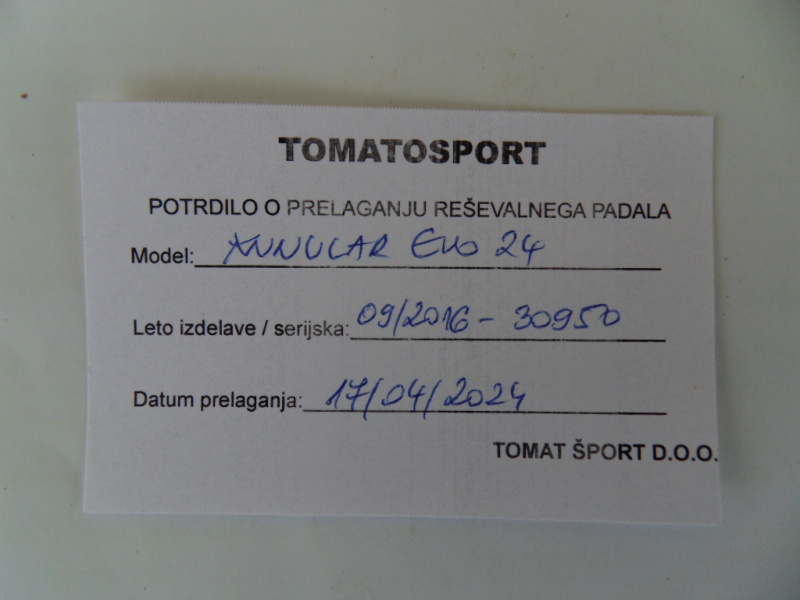 TOMATOSPORT
POTRDILO O PRELAGANJU REŠEVALNEGA PADALA
Model: ANNULAR EVO 24
Leto izdelave / serijska: 09/2016 - 30950
Datum prelaganja: 17/04/2024
TOMAT ŠPORT D.O.O.